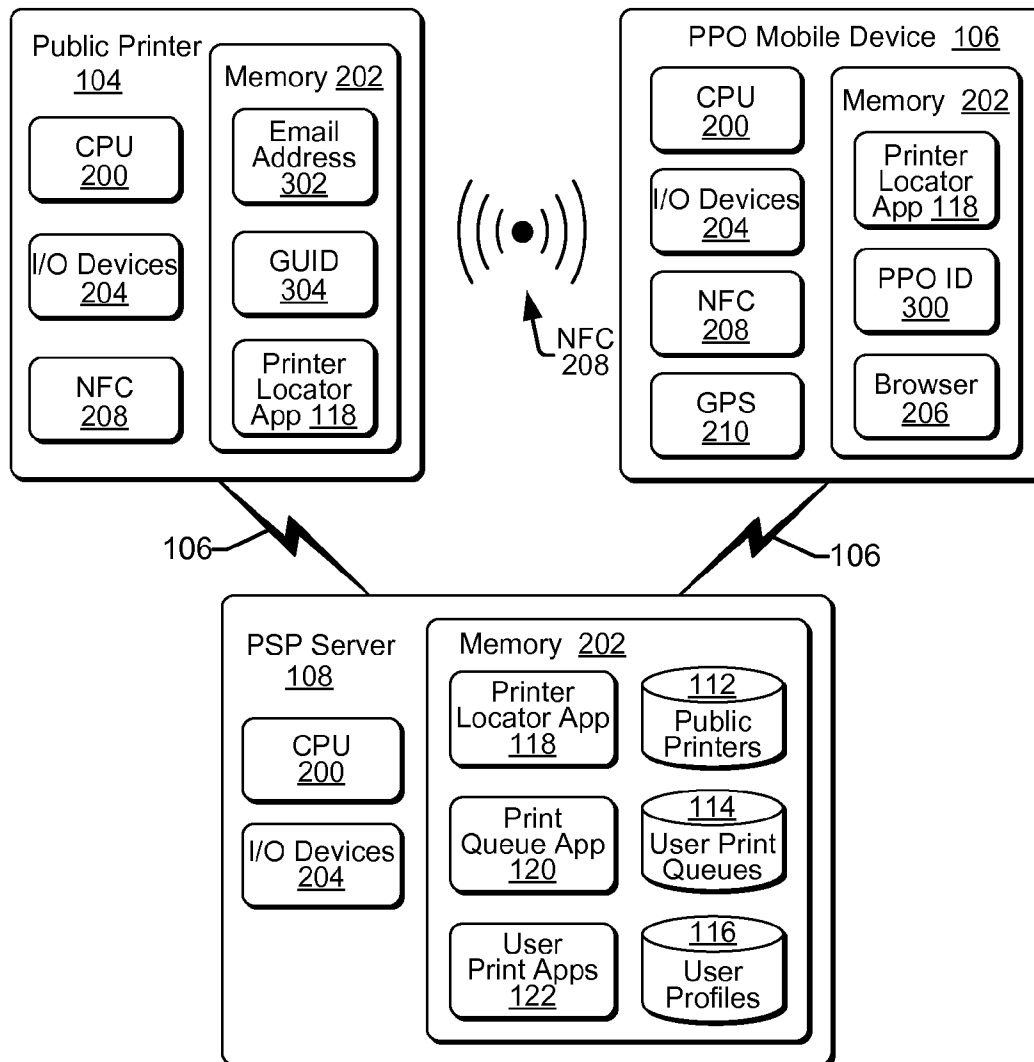 Public Printer
104
CPU
200
I/O Devices
204
NFC
208
Memory 202
Email
Address
302
GUID
304
Printer
Locator
App 118
NFC
208
PPO Mobile Device 106
CPU
200
I/O Devices
204
NFC
208
GPS
210
Memory 202
Printer
Locator
App 118
PPO ID
300
Browser
206
106
106
PSP Server
108
CPU
200
I/O Devices
204
Memory 202
Printer
Locator App
118
Print
Queue App
120
User
Print Apps
122
112
Public
Printers
114
User Print
Queues
116
User
Profiles